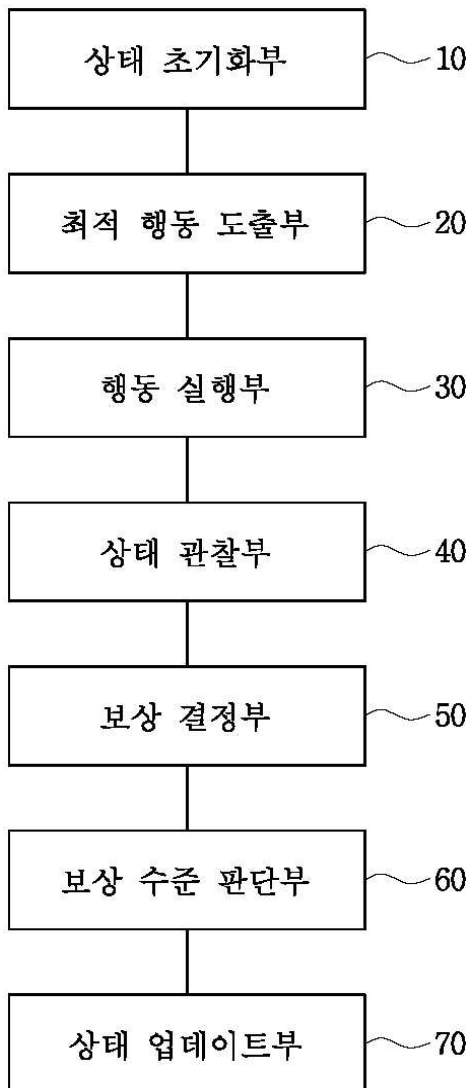 상태 초기화부 10
최적 행동 도출부 20
행동 실행부 30
상태 관찰부 40
보상 결정부 50
보상 수준 판단부 60
상태 업데이트부 70